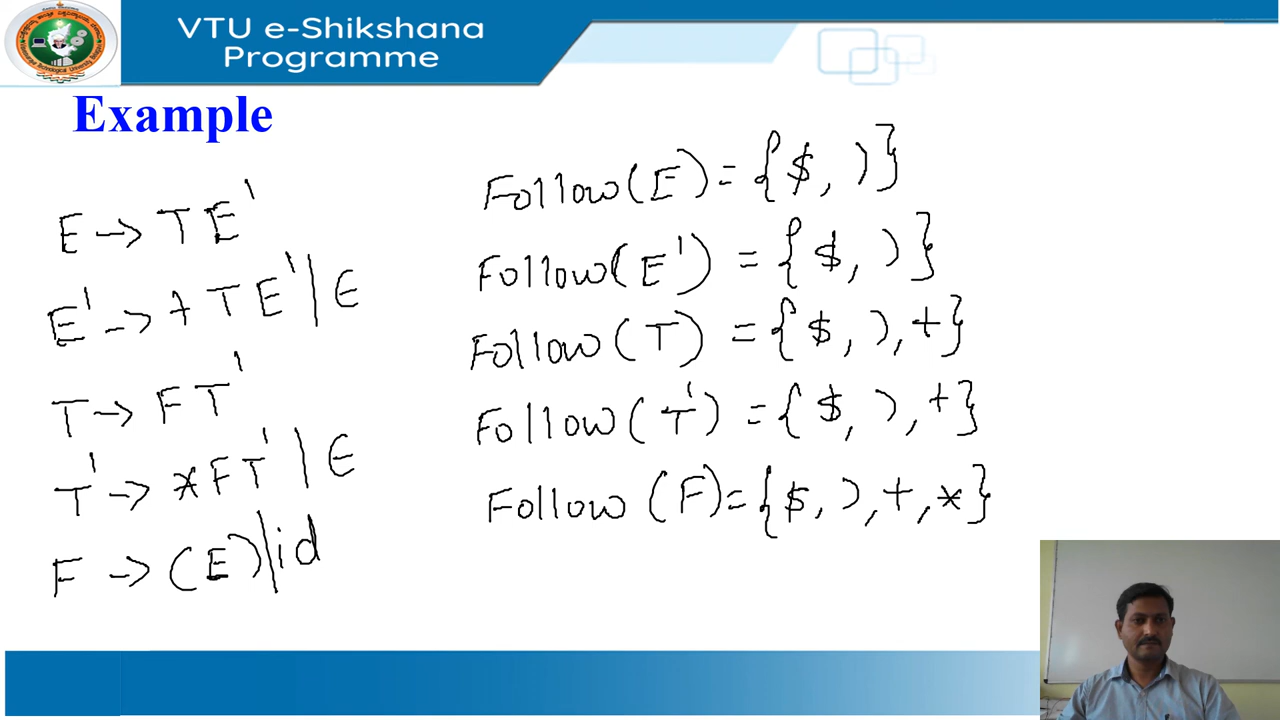 VTU e-Shikshana
Programme
Example
E → TE'
E' → +TE' | ϵ
T → FT'
T' → *FT' | ϵ
F → (E) | id
Follow(E) = {$, )}
Follow(E') = {$, )}
Follow(T) = {$, ), +}
Follow(T') = {$, ), +}
Follow(F) = {$, ), +, *}